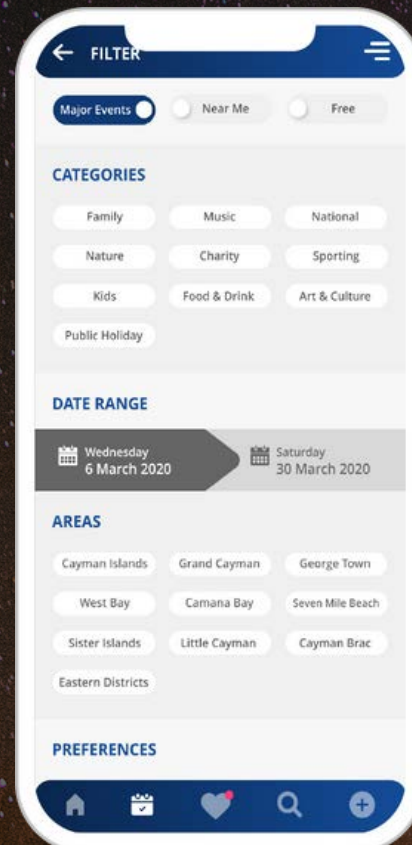 FILTER
Major Events Near Me Free
CATEGORIES
Family Music National
Nature Charity Sporting
Kids Food & Drink Art & Culture
Public Holiday
DATE RANGE
Wednesday Saturday
6 March 2020 30 March 2020
AREAS
Cayman Islands Grand Cayman George Town
West Bay Camana Bay Seven Mile Beach
Sister Islands Little Cayman Cayman Brac
Eastern Districts
PREFERENCES